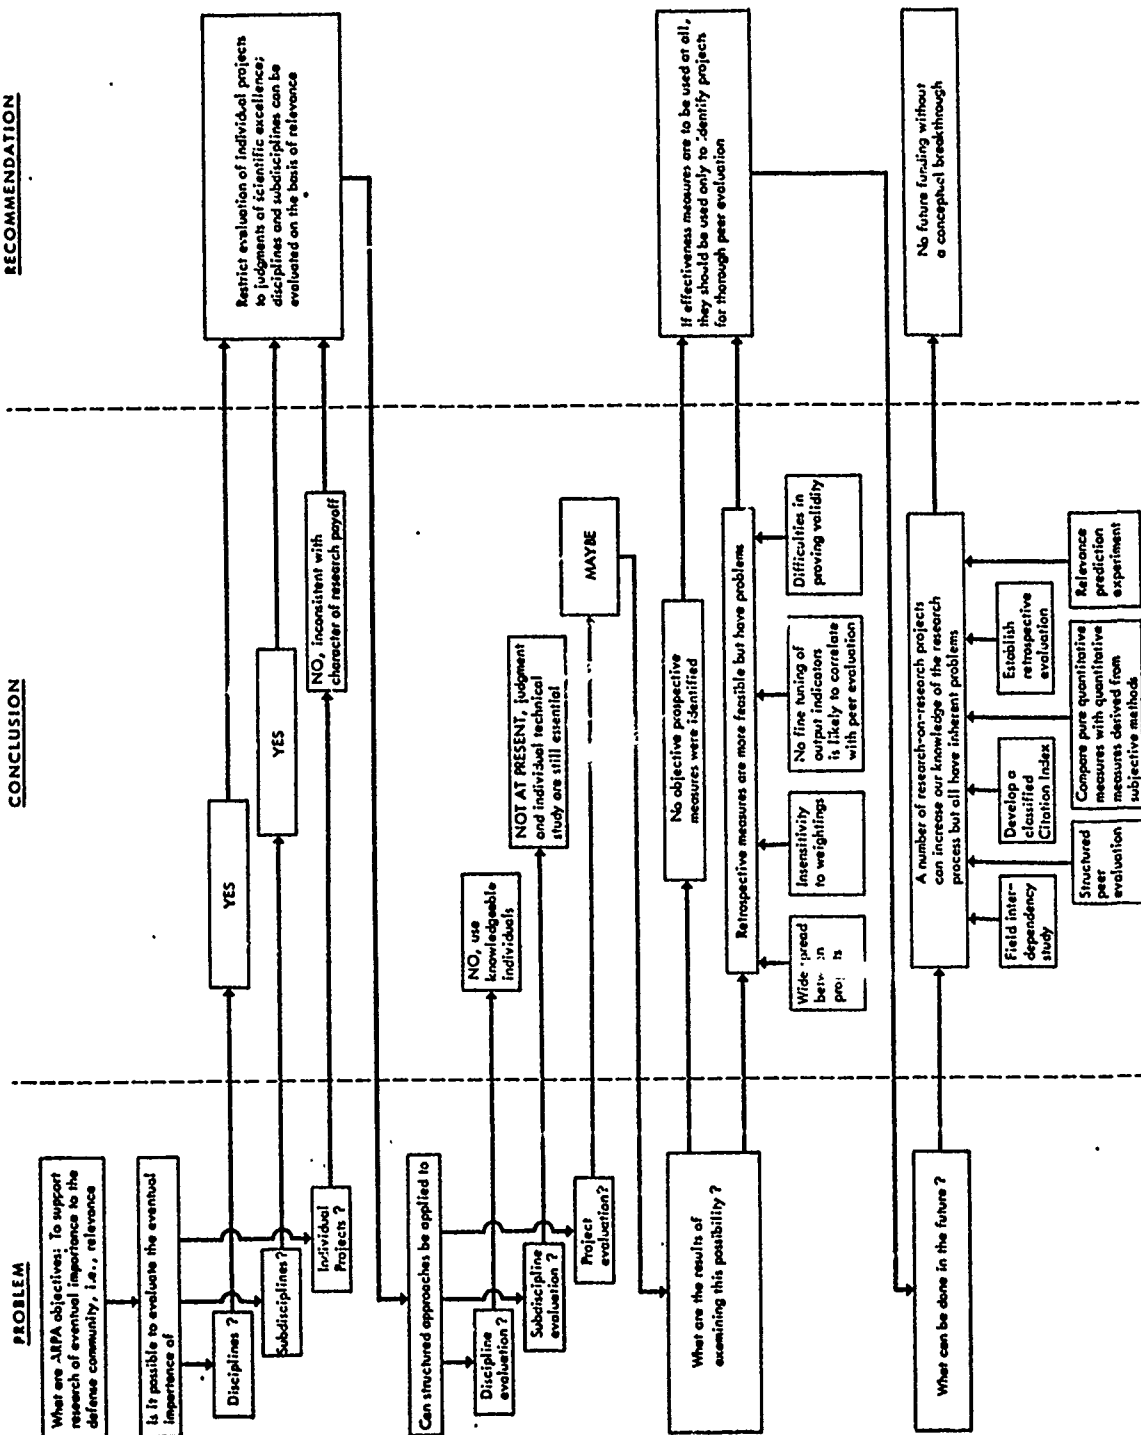 PROBLEM
CONCLUSION
RECOMMENDATION
What are ARPA objectives: To support
research of eventual importance to the
defense community, i.e., relevance
Is it possible to evaluate the eventual
importance of
Disciplines ?
Subdisciplines?
Individual
Projects ?
YES
YES
NO, inconsistent with
character of research payoff
Restrict evaluation of individual projects
to judgments of scientific excellence;
disciplines and subdisciplines can be
evaluated on the basis of relevance
Can structured approaches be applied to
Discipline
evaluation?
Subdiscipline
evaluation ?
Project
evaluation?
NO, use
knowledgeable
individuals
NOT AT PRESENT, judgment
and individual technical
study are still essential
MAYBE
What are the results of
examining this possibility ?
No objective prospective
measures were identified
Retrospective measures are more feasible but have problems
Wide
Insensitivity
to weightings
No fine tuning of
output indicators
is likely to correlate
with peer evaluation
Difficulties in
proving validity
If effectiveness measures are to be used at all,
they should be used only to identify projects
for thorough peer evaluation
What can be done in the future ?
A number of research-on-research projects
can increase our knowledge of the research
process but all have inherent problems
Field inter-
dependency
study
Structured
peer
evaluation
Develop a
classified
Citation Index
Compare pure quantitative
measures with quantitative
measures derived from
subjective methods
Establish
retrospective
evaluation
Relevance
prediction
experiment
No future funding without
a conceptual breakthrough